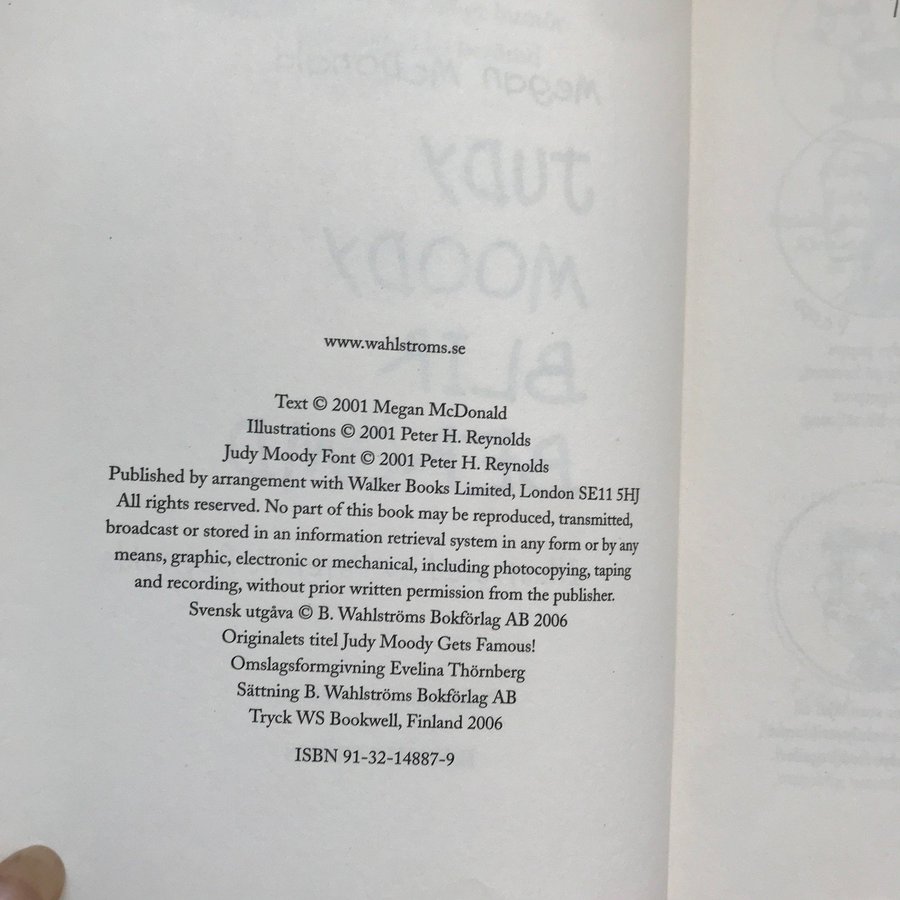 www.wahlstroms.se
Text © 2001 Megan McDonald
Illustrations © 2001 Peter H. Reynolds
Judy Moody Font © 2001 Peter H. Reynolds
Published by arrangement with Walker Books Limited, London SE11 5HJ
All rights reserved. No part of this book may be reproduced, transmitted,
broadcast or stored in an information retrieval system in any form or by any
means, graphic, electronic or mechanical, including photocopying, taping
and recording, without prior written permission from the publisher.
Svensk utgåva © B. Wahlströms Bokförlag AB 2006
Originalets titel Judy Moody Gets Famous!
Omslagsformgivning Evelina Thörnberg
Sättning B. Wahlströms Bokförlag AB
Tryck WS Bookwell, Finland 2006
ISBN 91-32-14887-9
Megan McDonald
JUDY
MOODY
BLIR